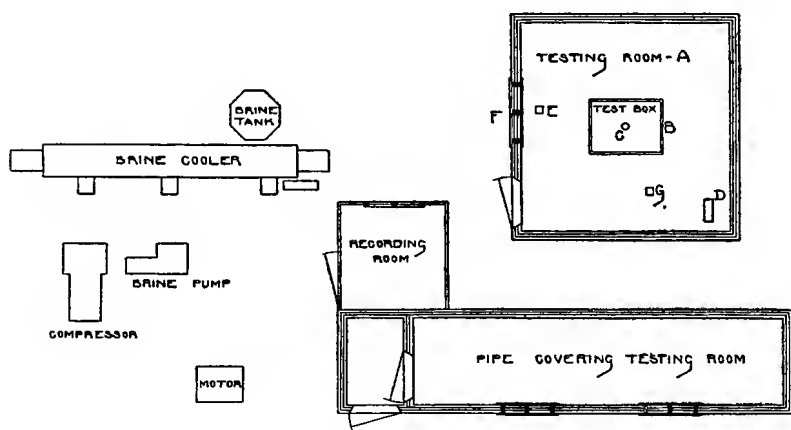 TESTING ROOM-A
BRINE
TANK
TEST BOX
F
E
C
B
BRINE COOLER
G
D
RECORDING
ROOM
BRINE PUMP
COMPRESSOR
PIPE COVERING TESTING ROOM
MOTOR